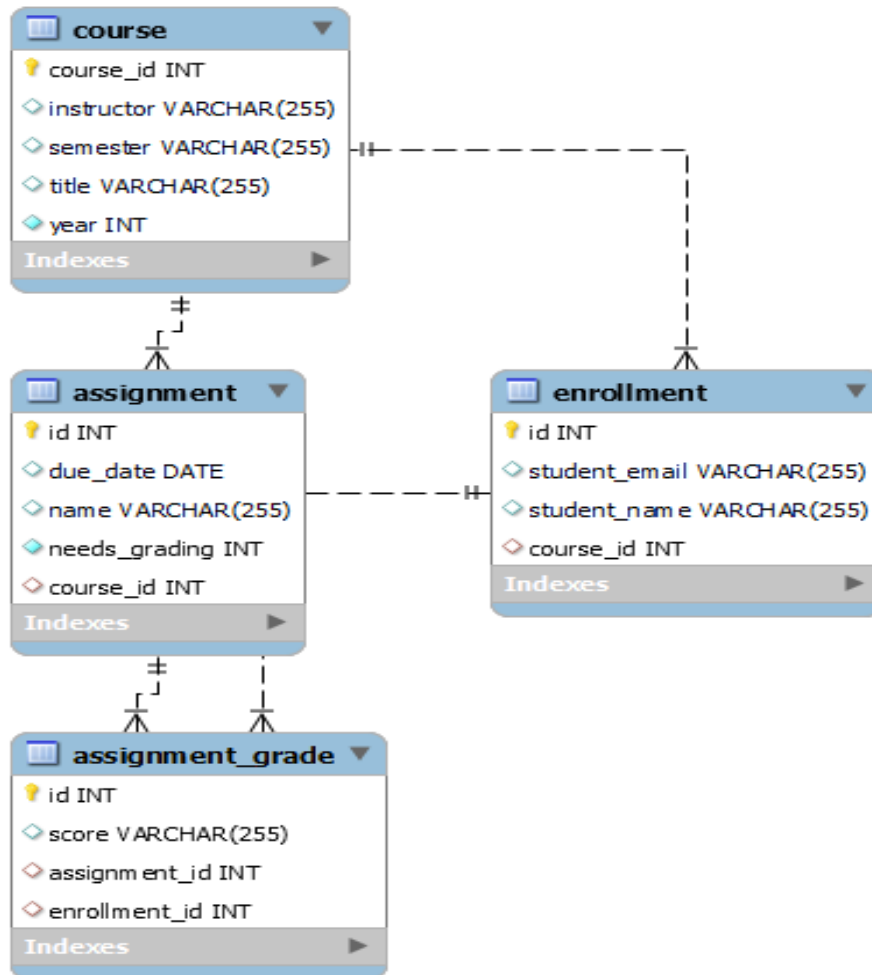 course
course_id INT
instructor VARCHAR(255)
semester VARCHAR(255)
title VARCHAR(255)
year INT
Indexes
assignment
id INT
due_date DATE
name VARCHAR(255)
needs_grading INT
course_id INT
Indexes
enrollment
id INT
student_email VARCHAR(255)
student_name VARCHAR(255)
course_id INT
Indexes
assignment_grade
id INT
score VARCHAR(255)
assignment_id INT
enrollment_id INT
Indexes